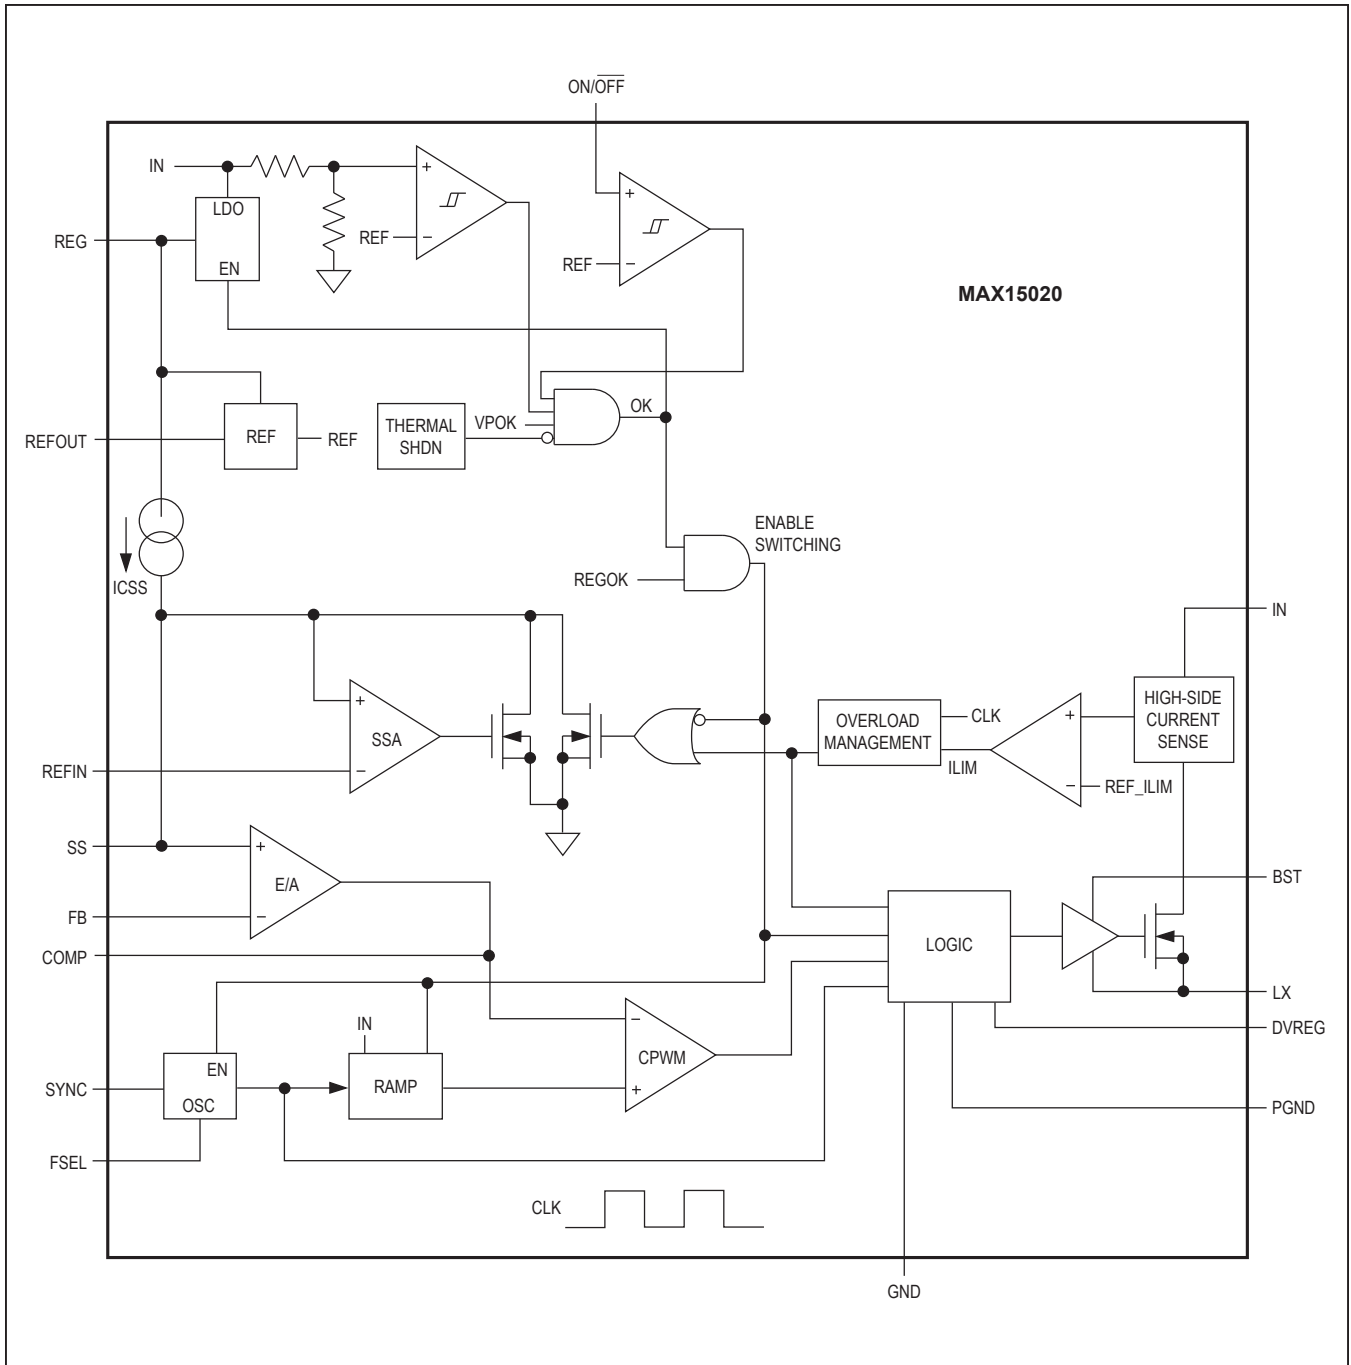 ON/OFF
IN
+
LDO
REG
REF
−
EN
+
REF
−
MAX15020
OK
THERMAL
SHDN
VPOK
REFOUT
REF
REF
ENABLE
SWITCHING
REGOK
ICSS
IN
HIGH-SIDE
CURRENT
SENSE
+
SSA
−
REFIN
OVERLOAD
MANAGEMENT
CLK
ILIM
+
−
REF_ILIM
SS
+
E/A
−
FB
COMP
BST
LOGIC
LX
DVREG
IN
−
CPWM
+
EN
OSC
SYNC
RAMP
PGND
FSEL
CLK
GND